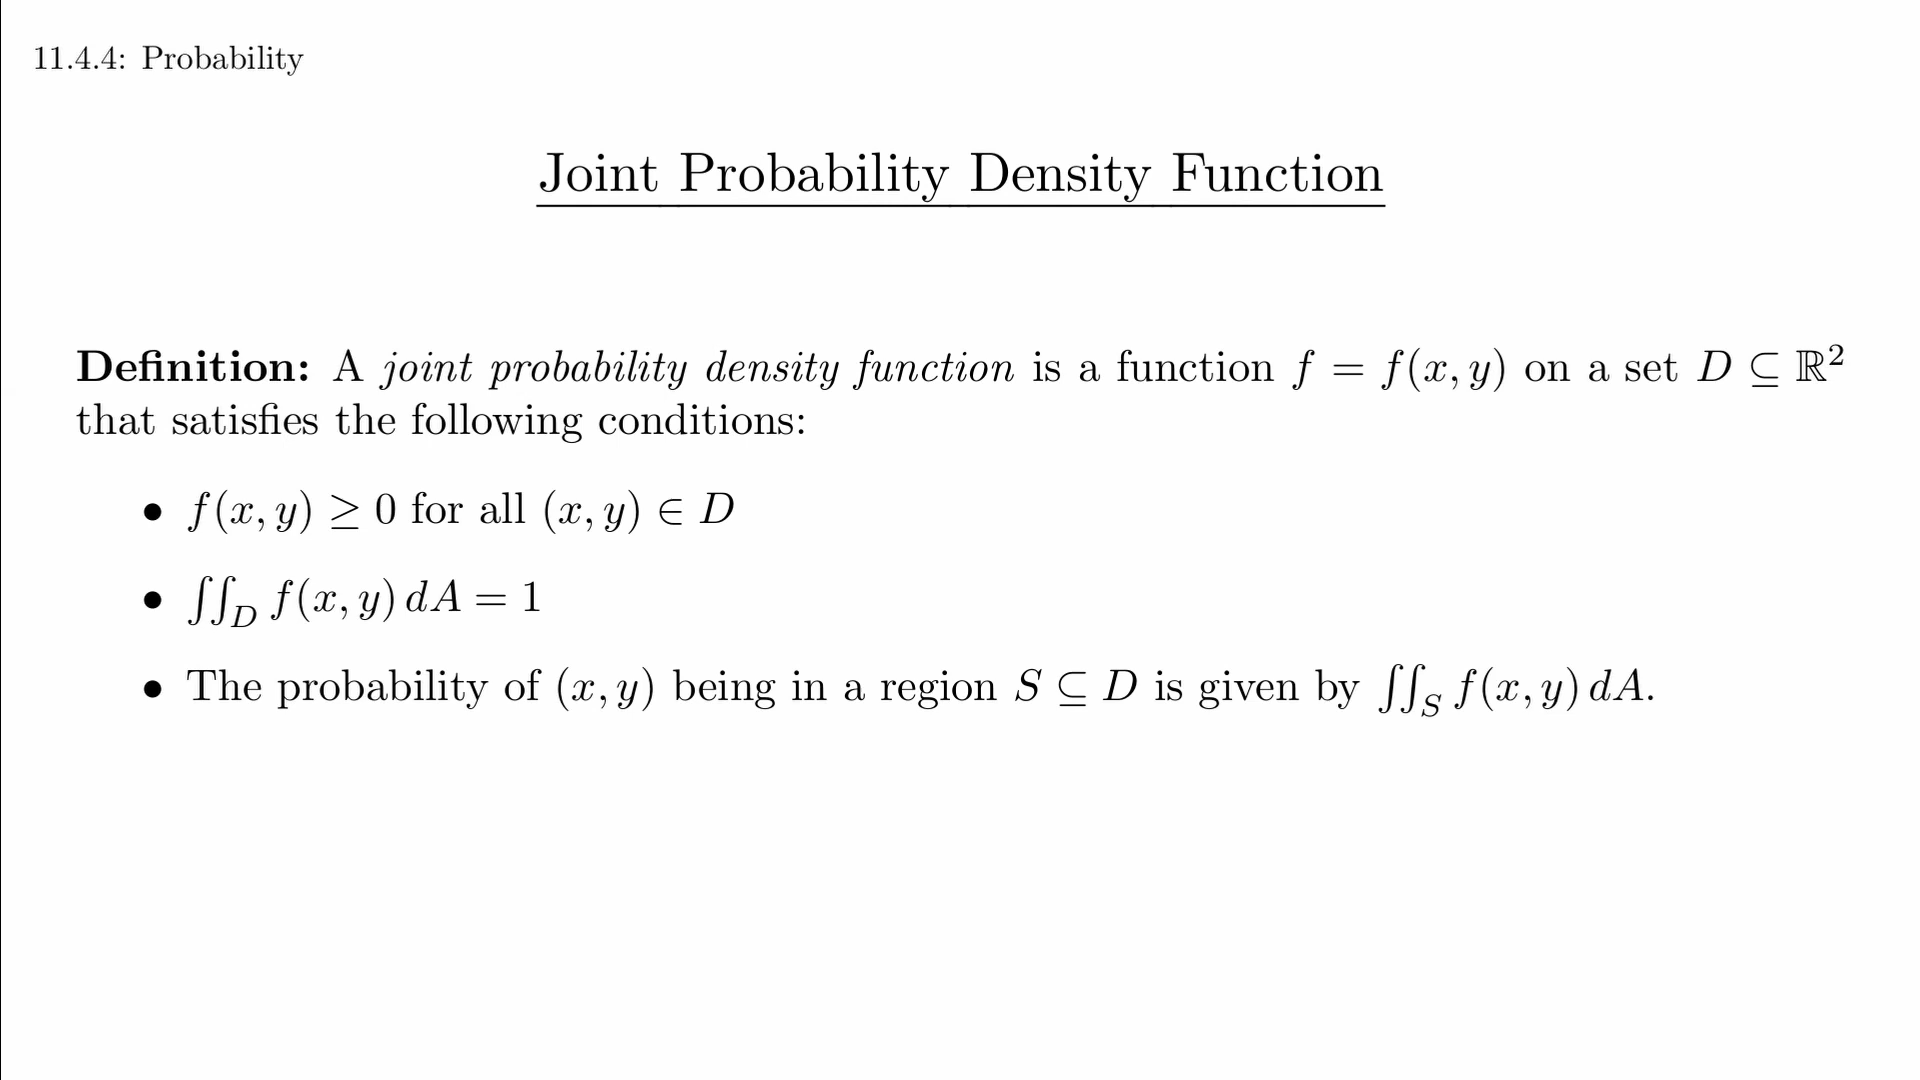 11.4.4: Probability
Joint Probability Density Function
Definition: A joint probability density function is a function f = f(x, y) on a set D ⊆ ℝ²
that satisfies the following conditions:
• f(x, y) ≥ 0 for all (x, y) ∈ D
• ∬_D f(x, y) dA = 1
• The probability of (x, y) being in a region S ⊆ D is given by ∬_S f(x, y) dA.